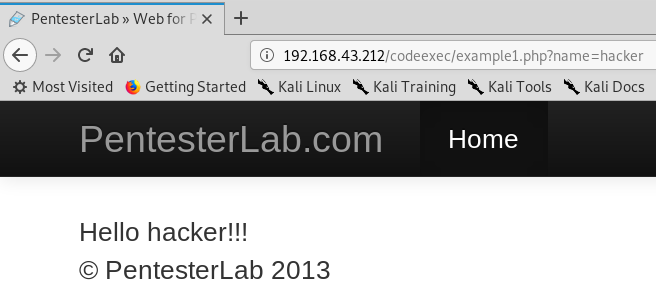 PentesterLab » Web for P
192.168.43.212/codeexec/example1.php?name=hacker
Most Visited Getting Started Kali Linux Kali Training Kali Tools Kali Docs
PentesterLab.com Home
Hello hacker!!!
© PentesterLab 2013